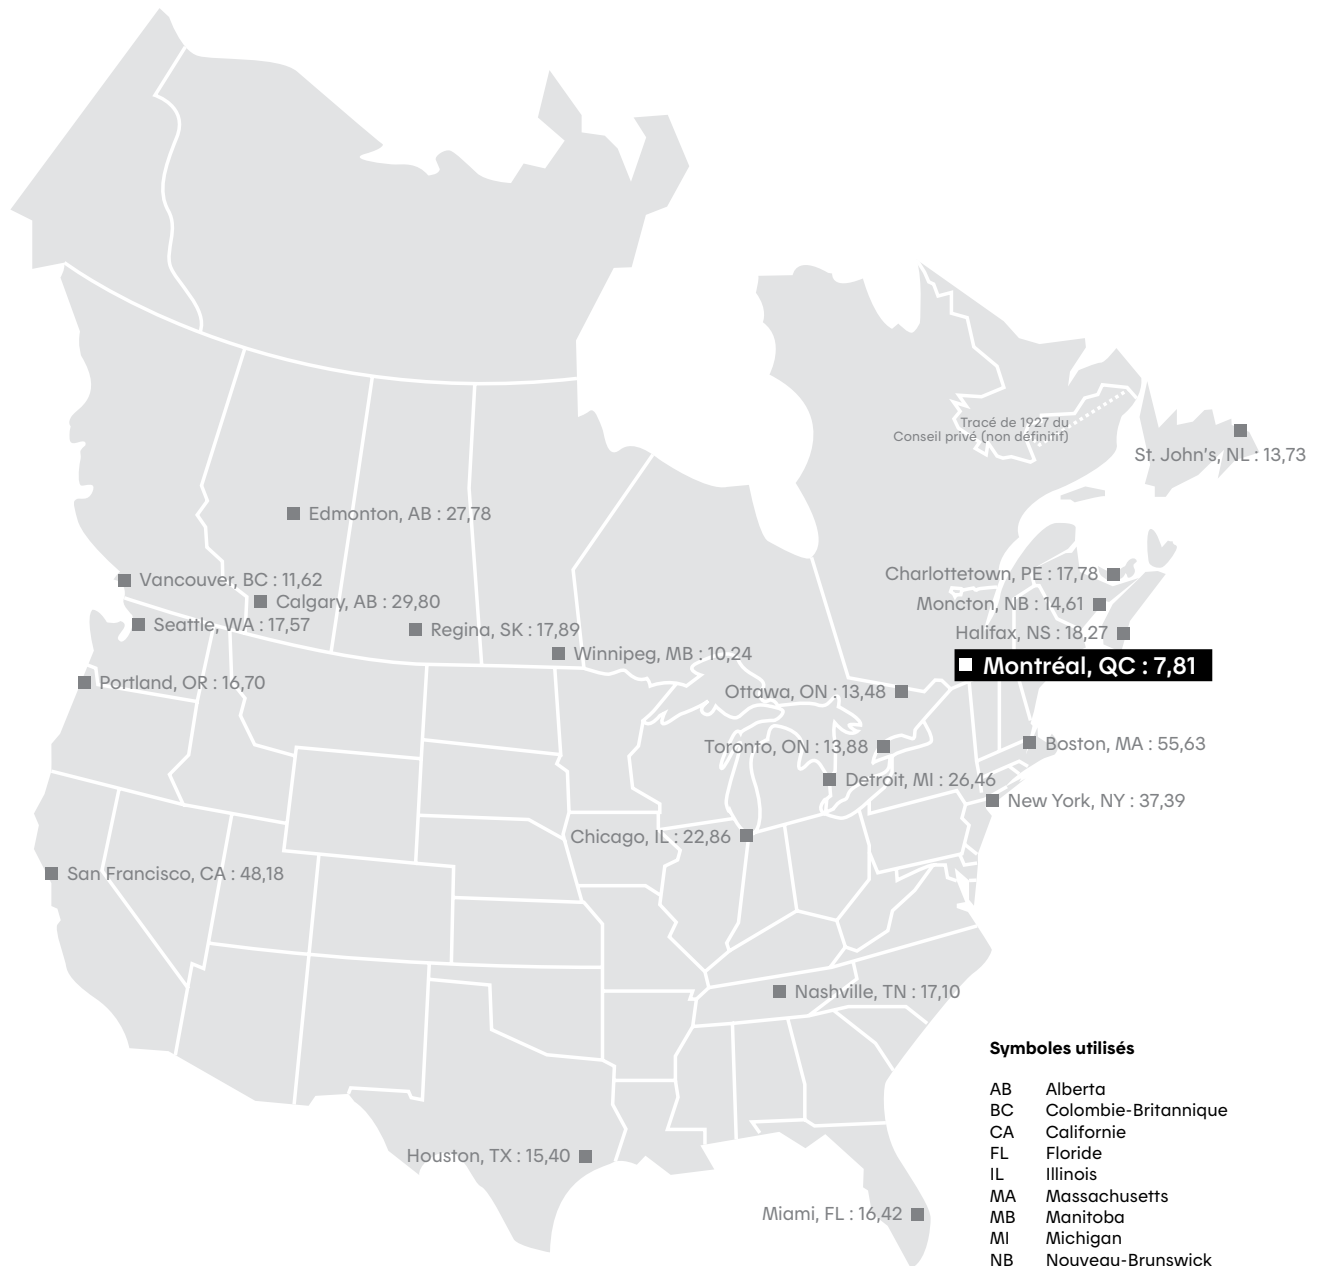 Tracé de 1927 du
Conseil privé (non définitif)
St. John's, NL : 13,73
Edmonton, AB : 27,78
Vancouver, BC : 11,62
Charlottetown, PE : 17,78
Calgary, AB : 29,80
Moncton, NB : 14,61
Seattle, WA : 17,57
Regina, SK : 17,89
Halifax, NS : 18,27
Winnipeg, MB : 10,24
Montréal, QC : 7,81
Portland, OR : 16,70
Ottawa, ON : 13,48
Toronto, ON : 13,88
Boston, MA : 55,63
Detroit, MI : 26,46
New York, NY : 37,39
Chicago, IL : 22,86
San Francisco, CA : 48,18
Nashville, TN : 17,10
Houston, TX : 15,40
Miami, FL : 16,42
Symboles utilisés
AB Alberta
BC Colombie-Britannique
CA Californie
FL Floride
IL Illinois
MA Massachusetts
MB Manitoba
MI Michigan
NB Nouveau-Brunswick